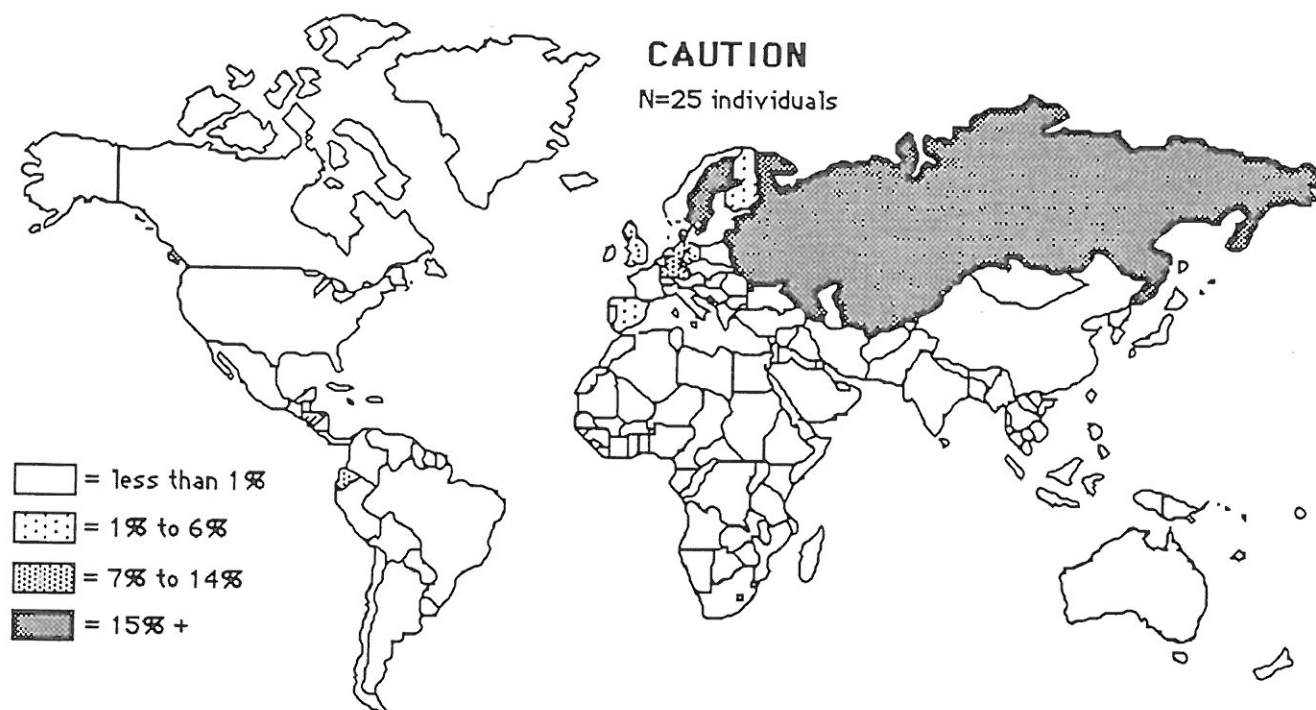 CAUTION
N=25 individuals
= less than 1%
= 1% to 6%
= 7% to 14%
= 15% +